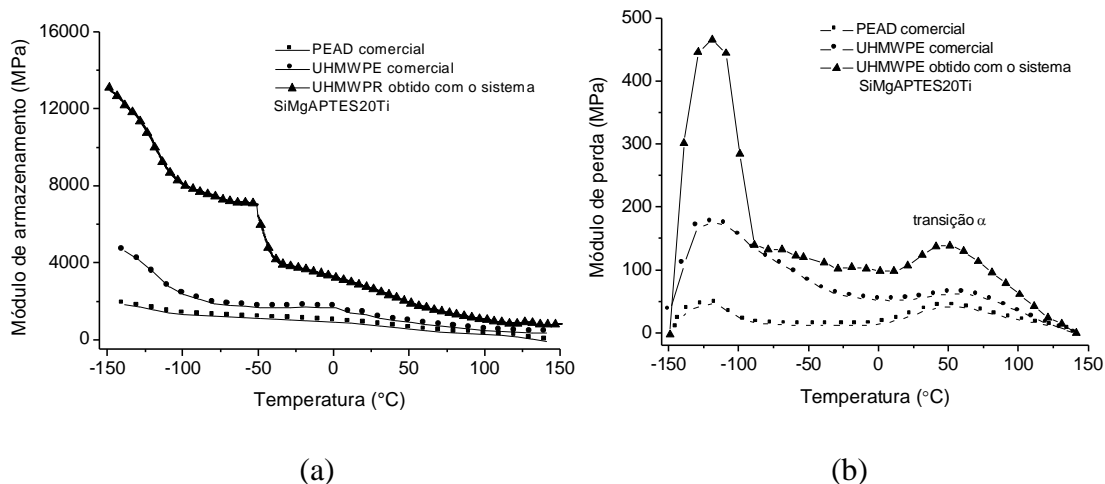 16000
12000
8000
4000
0
Módulo de armazenamento (MPa)
PEAD comercial
UHMWPE comercial
UHMWPR obtido com o sistema
SiMgAPTES20Ti
-150 -100 -50 0 50 100 150
Temperatura (°C)
(a)
500
400
300
200
100
0
Módulo de perda (MPa)
PEAD comercial
UHMWPE comercial
UHMWPE obtido com o sistema
SiMgAPTES20Ti
transição α
-150 -100 -50 0 50 100 150
Temperatura (°C)
(b)